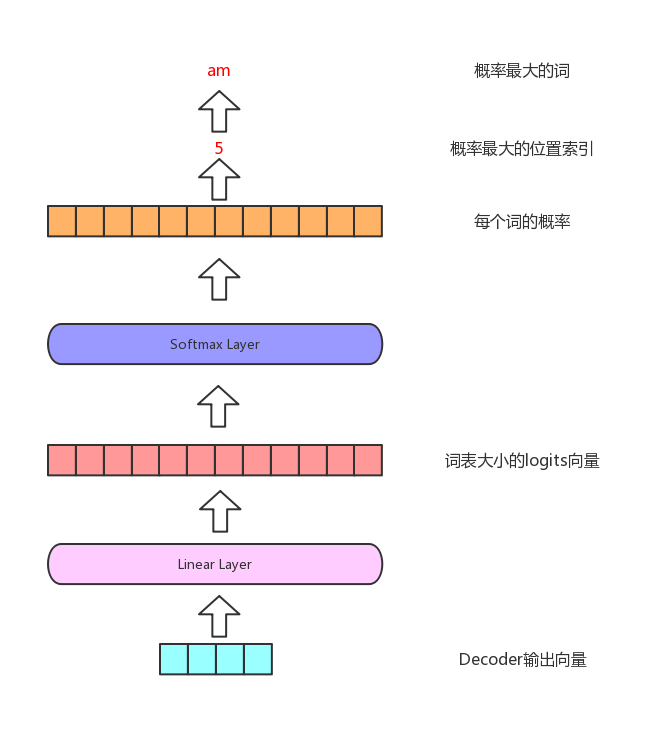 am
概率最大的词
5
概率最大的位置索引
每个词的概率
Softmax Layer
词表大小的logits向量
Linear Layer
Decoder输出向量